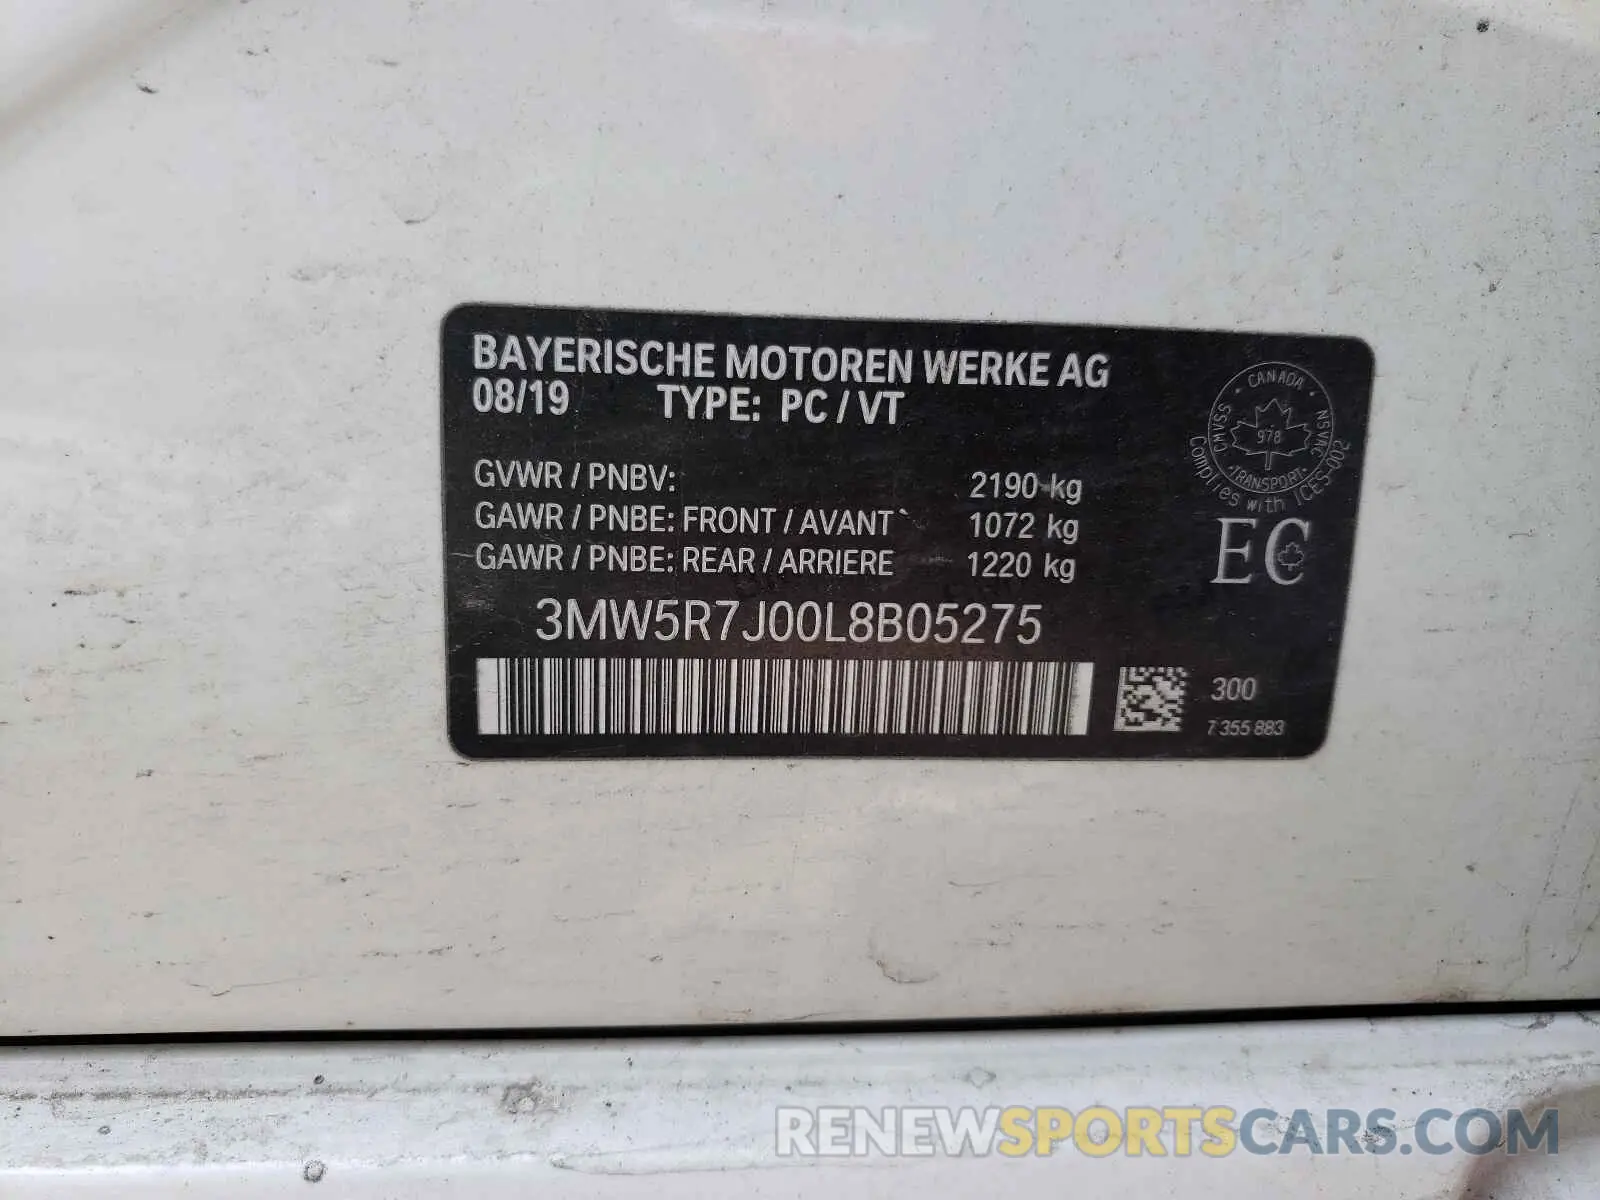 BAYERISCHE MOTOREN WERKE AG
08/19 TYPE: PC / VT
GVWR / PNBV: 2190 kg
GAWR / PNBE: FRONT / AVANT 1072 kg
GAWR / PNBE: REAR / ARRIERE 1220 kg
3MW5R7J00L8B05275
CANADA
CMVSS
NSVAC
978
TRANSPORT
Complies with ICES-002
EC
300
7 355 883
RENEWSPORTSCARS.COM